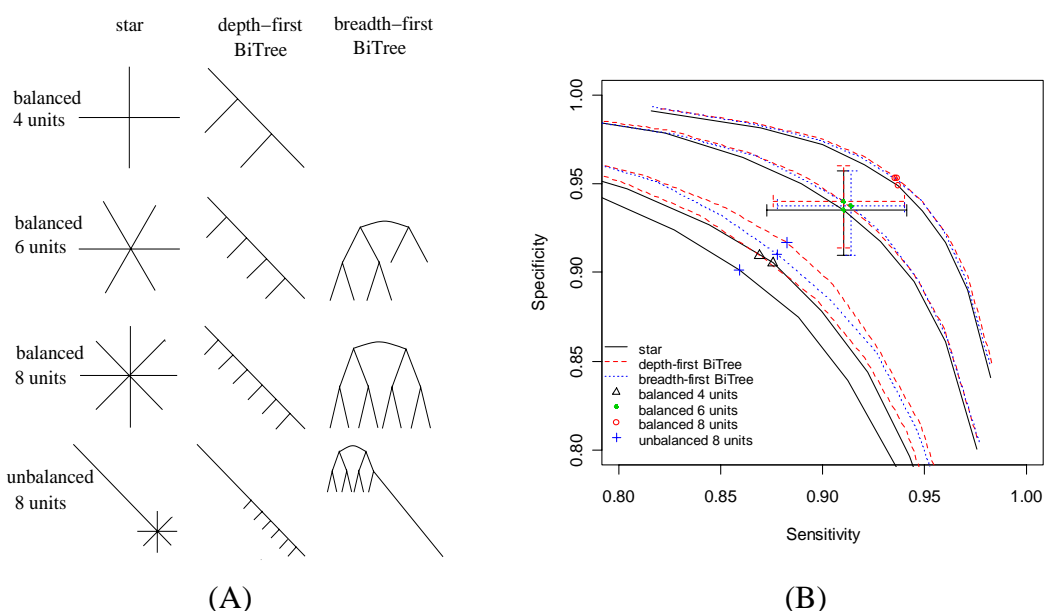 star
depth−first
BiTree
breadth−first
BiTree
balanced
4 units
balanced
6 units
balanced
8 units
unbalanced
8 units
(A)
Specificity
1.00
0.95
0.90
0.85
0.80
star
depth−first BiTree
breadth−first BiTree
balanced 4 units
balanced 6 units
balanced 8 units
unbalanced 8 units
0.80 0.85 0.90 0.95 1.00
Sensitivity
(B)